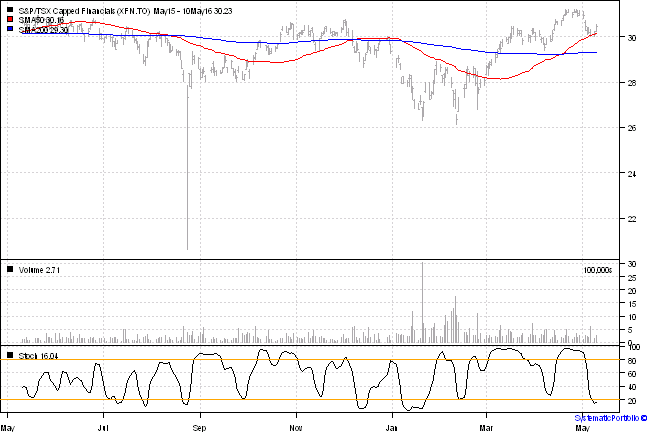 S&P/TSX Capped Financials (XFN.TO) May15 - 10May16 30.23
SMA50 30.16
SMA200 29.30
30
28
26
24
22
Volume 2.71
100,000s
30
25
20
15
10
5
0
Stoch 16.04
100
80
60
40
20
May
Jul
Sep
Nov
Jan
Mar
May
SystematicPortfolio ©